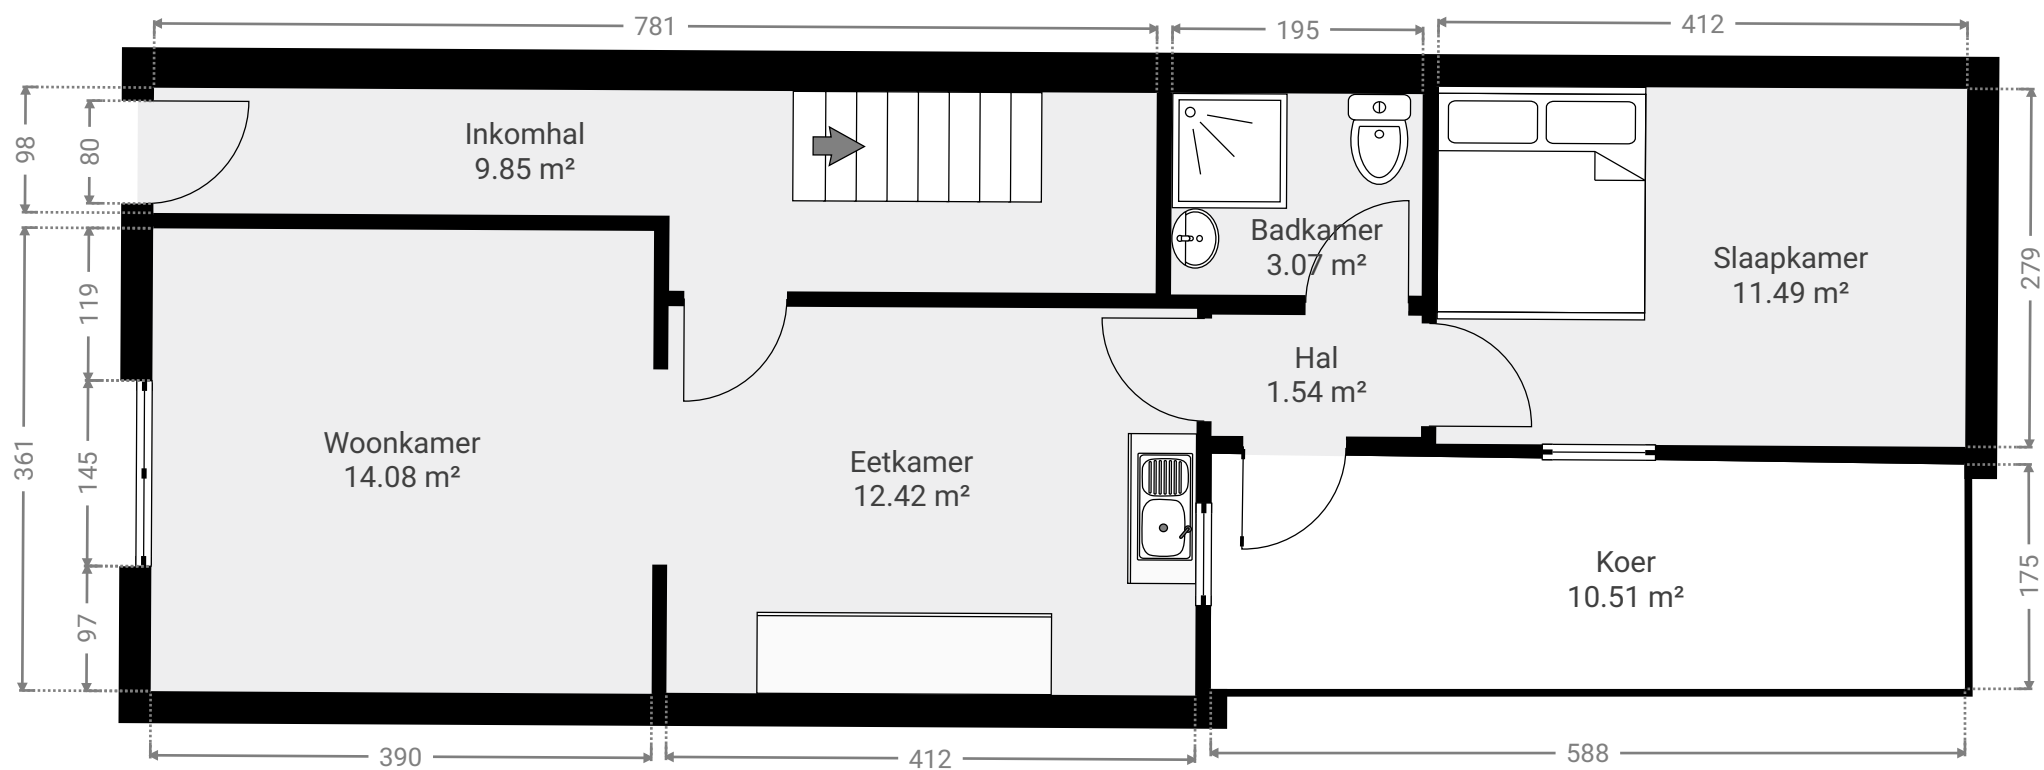 781
195
412
98
80
Inkomhal
9.85 m²
Badkamer
3.07 m²
Slaapkamer
11.49 m²
279
119
Hal
1.54 m²
361
145
Woonkamer
14.08 m²
Eetkamer
12.42 m²
Koer
10.51 m²
175
97
390
412
588